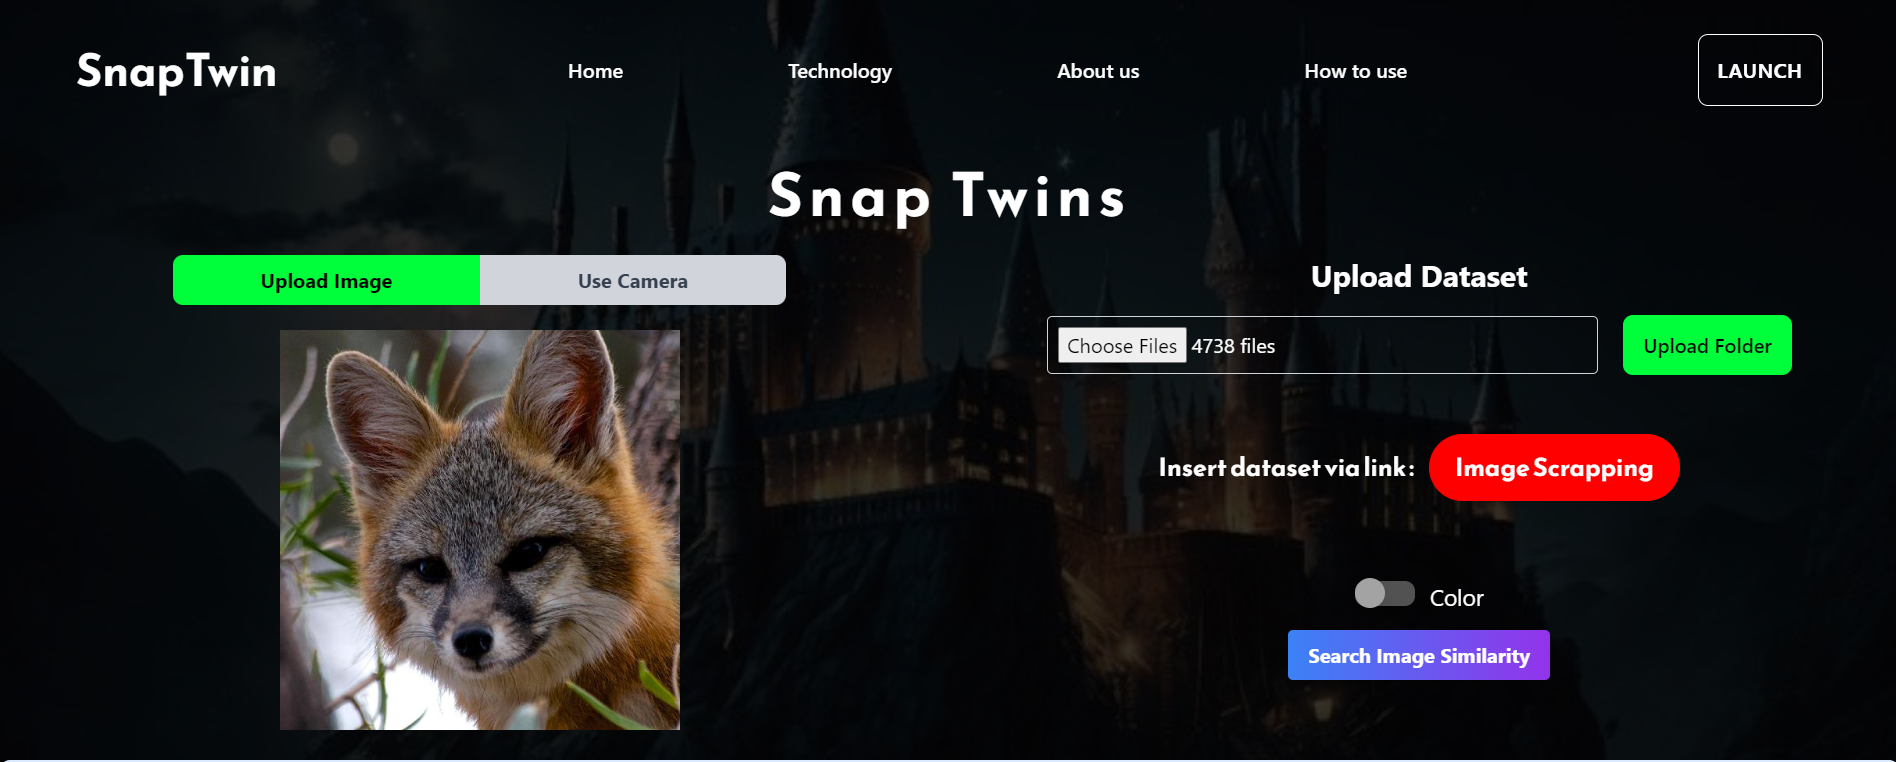 SnapTwin
Home
Technology
About us
How to use
LAUNCH
Snap Twins
Upload Image
Use Camera
Upload Dataset
Choose Files 4738 files
Upload Folder
Insert dataset via link :
Image Scrapping
Color
Search Image Similarity